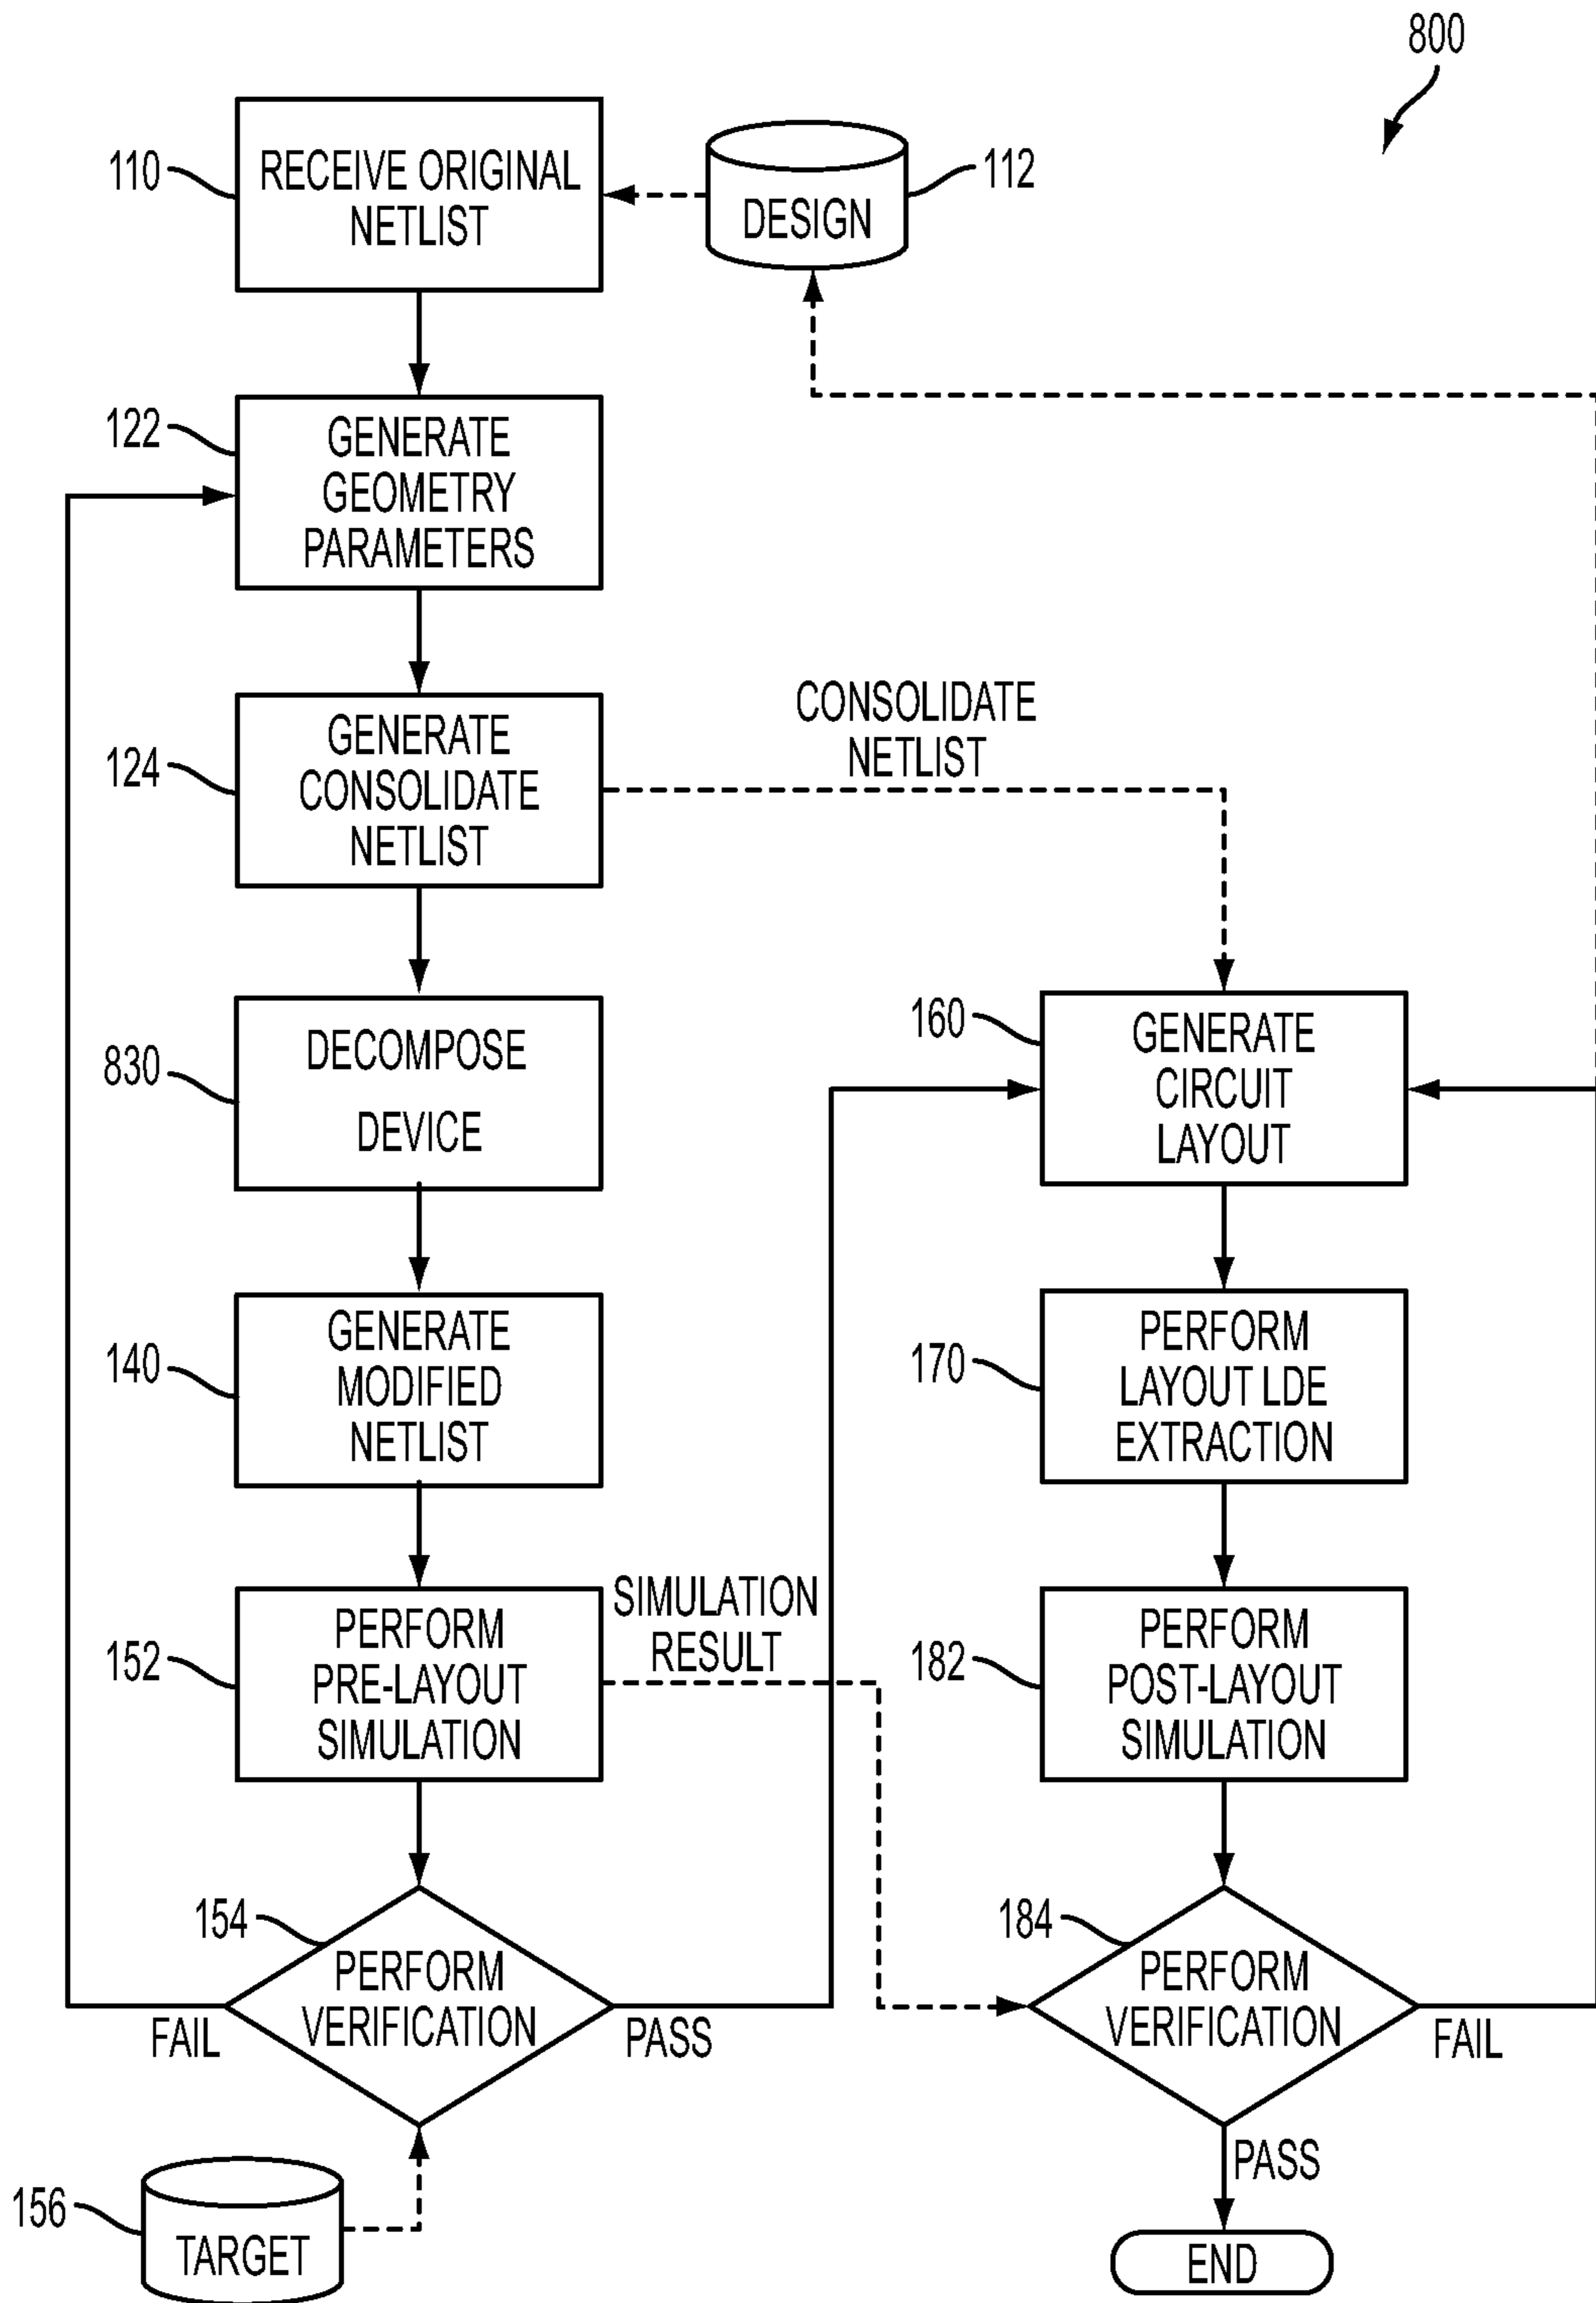 800
110
RECEIVE ORIGINAL
NETLIST
DESIGN
112
122
GENERATE
GEOMETRY
PARAMETERS
124
GENERATE
CONSOLIDATE
NETLIST
CONSOLIDATE
NETLIST
830
DECOMPOSE
DEVICE
160
GENERATE
CIRCUIT
LAYOUT
140
GENERATE
MODIFIED
NETLIST
170
PERFORM
LAYOUT LDE
EXTRACTION
152
PERFORM
PRE-LAYOUT
SIMULATION
SIMULATION
RESULT
182
PERFORM
POST-LAYOUT
SIMULATION
154
PERFORM
VERIFICATION
FAIL
PASS
184
PERFORM
VERIFICATION
FAIL
PASS
156
TARGET
END